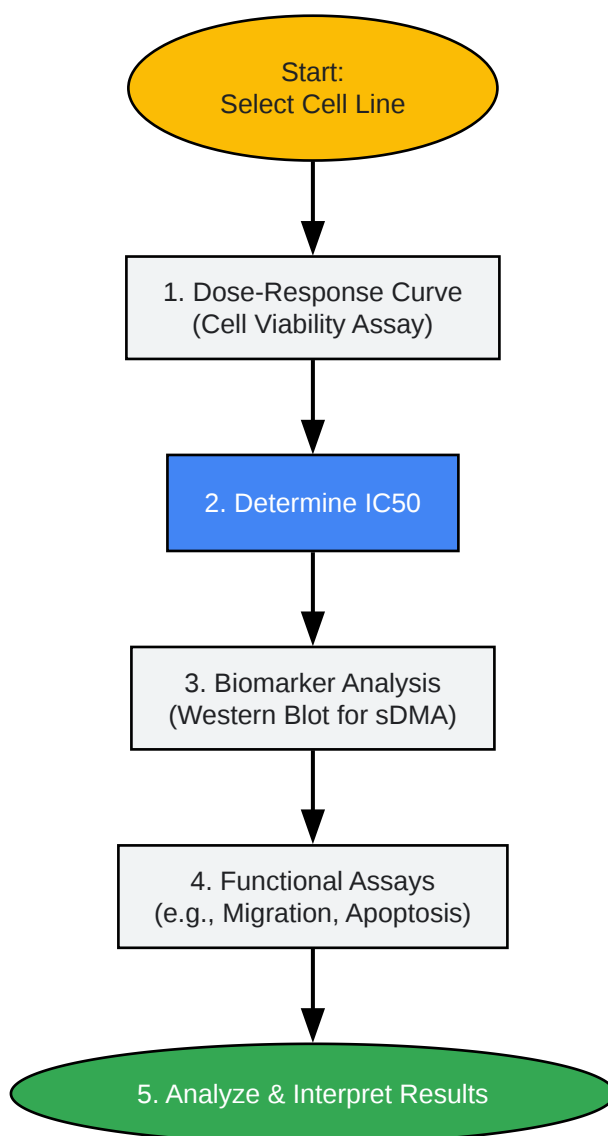 Start:
Select Cell Line
1. Dose-Response Curve
(Cell Viability Assay)
2. Determine IC50
3. Biomarker Analysis
(Western Blot for sDMA)
4. Functional Assays
(e.g., Migration, Apoptosis)
5. Analyze & Interpret Results